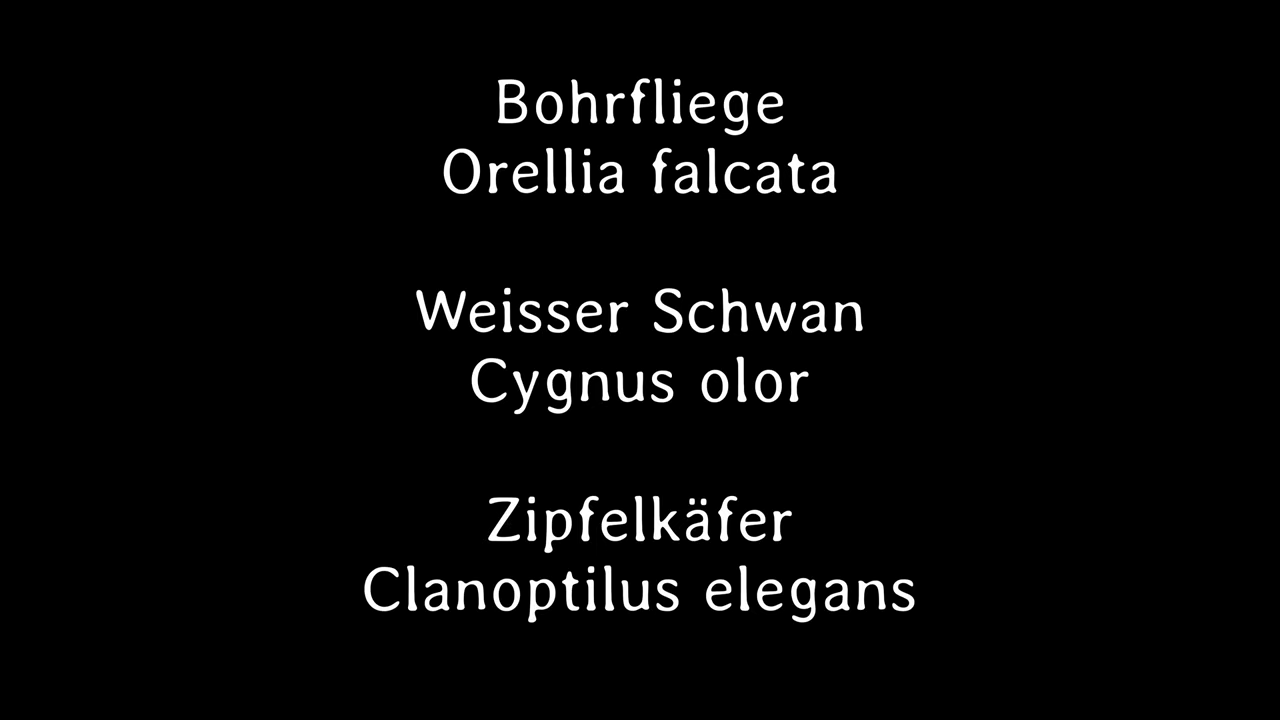 Bohrfliege
Orellia falcata
Weisser Schwan
Cygnus olor
Zipfelkäfer
Clanoptilus elegans